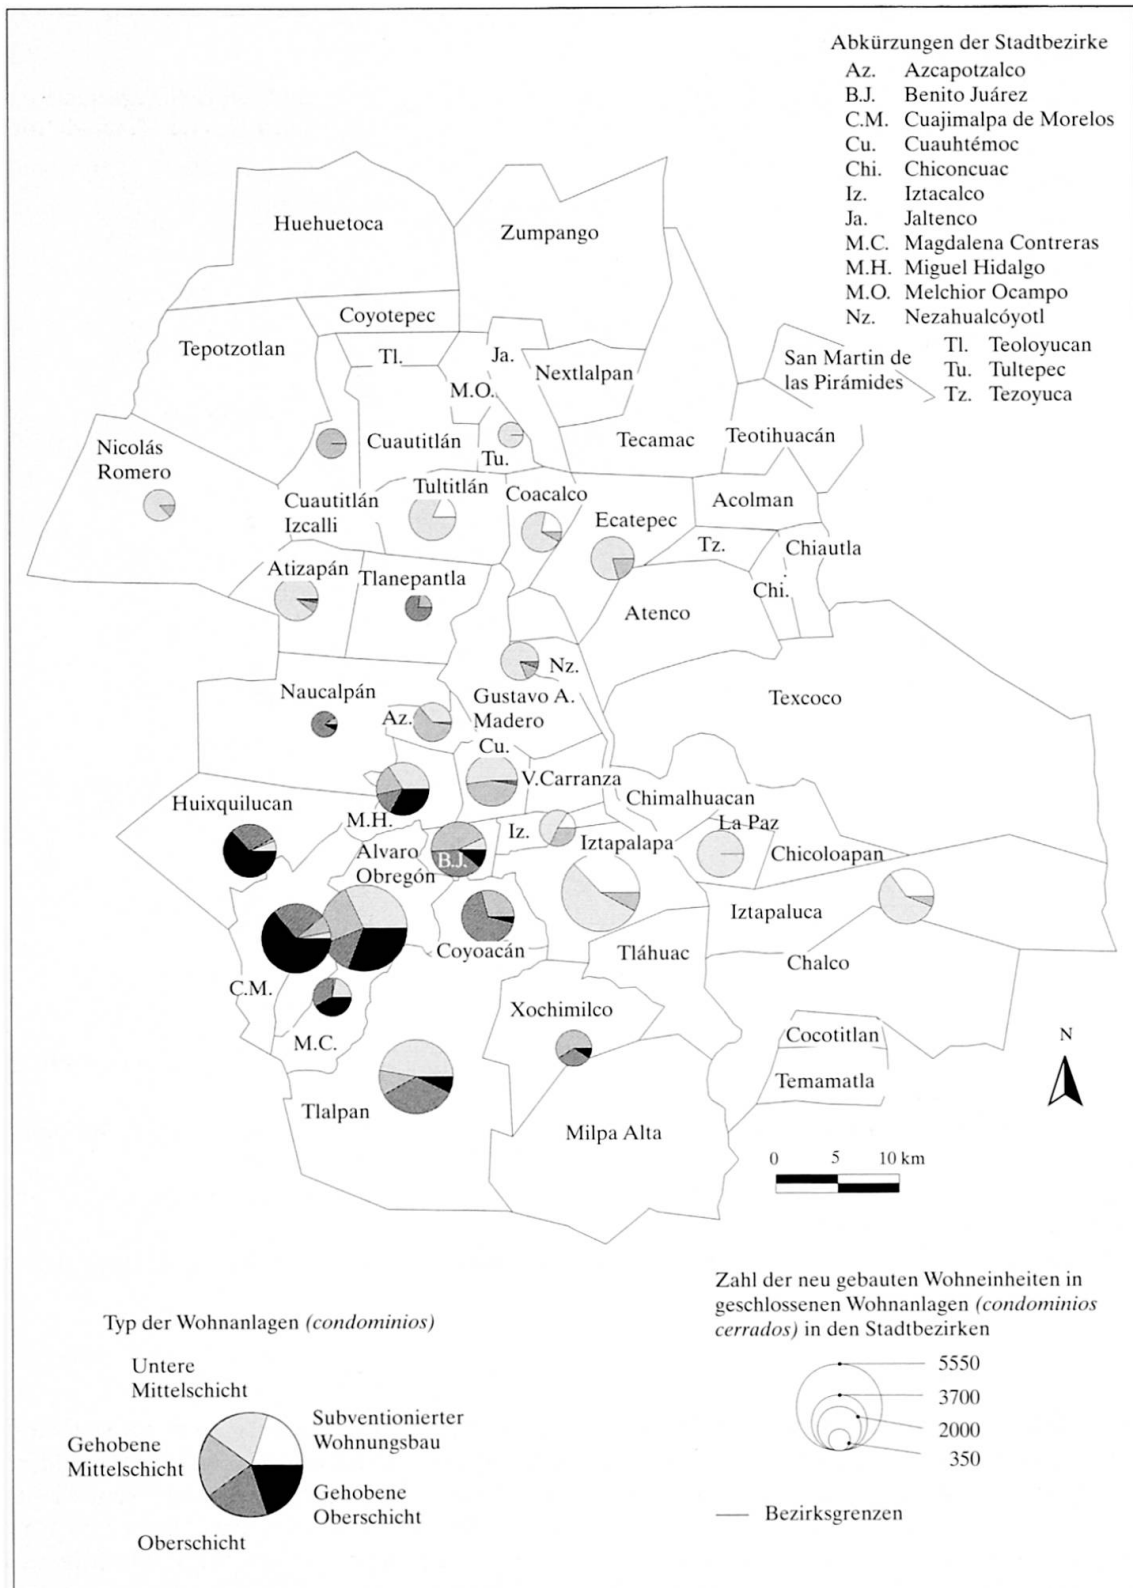 Abkürzungen der Stadtbezirke
Az. Azcapotzalco
B.J. Benito Juárez
C.M. Cuajimalpa de Morelos
Cu. Cuauhtémoc
Chi. Chiconcuac
Iz. Iztacalco
Ja. Jaltenco
M.C. Magdalena Contreras
M.H. Miguel Hidalgo
M.O. Melchior Ocampo
Nz. Nezahualcóyotl
Tl. Teoloyucan
Tu. Tultepec
Tz. Tezoyuca
Huehuetoca
Zumpango
Coyotepec
Tepotzotlan
Tl.
Ja.
Nextlalpan
San Martin de
las Pirámides
M.O.
Nicolás
Romero
Cuautitlán
Tu.
Tecamac
Teotihuacán
Cuautitlán
Izcalli
Tultitlán
Coacalco
Ecatepec
Acolman
Tz.
Chiautla
Atizapán
Tlanepantla
Chi.
Atenco
Naucalpán
Az.
Nz.
Gustavo A.
Madero
Texcoco
Cu.
V.Carranza
Chimalhuacan
Huixquilucan
M.H.
Iz.
Iztapalapa
La Paz
Chicoloapan
Alvaro
Obregón
B.J.
Iztapaluca
Coyoacán
Tláhuac
Chalco
C.M.
M.C.
Xochimilco
Cocotitlan
Temamatla
Tlalpan
Milpa Alta
N
0 5 10 km
Typ der Wohnanlagen (condominios)
Untere
Mittelschicht
Subventionierter
Wohnungsbau
Gehobene
Mittelschicht
Gehobene
Oberschicht
Oberschicht
Zahl der neu gebauten Wohneinheiten in
geschlossenen Wohnanlagen (condominios
cerrados) in den Stadtbezirken
5550
3700
2000
350
Bezirksgrenzen